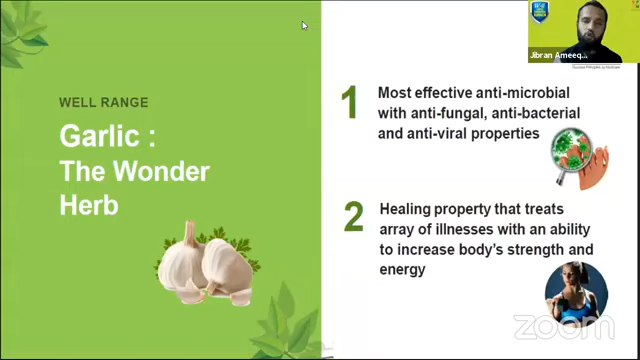 WELL RANGE
Garlic :
The Wonder
Herb
1
Most effective anti-microbial
with anti-fungal, anti-bacterial
and anti-viral properties
2
Healing property that treats
array of illnesses with an ability
to increase body's strength and
energy
Jibran Ameeq...
zoom